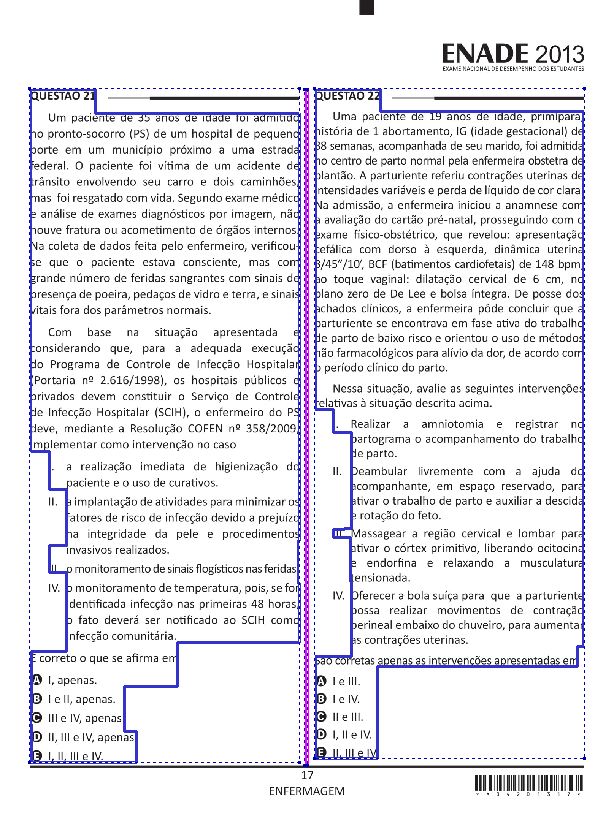 ENADE 2013
EXAME NACIONAL DE DESEMPENHO DOS ESTUDANTES
QUESTÃO 21
Um paciente de 35 anos de idade foi admitido
no pronto-socorro (PS) de um hospital de pequeno
porte em um município próximo a uma estrada
federal. O paciente foi vítima de um acidente de
trânsito envolvendo seu carro e dois caminhões,
mas foi resgatado com vida. Segundo exame médico
e análise de exames diagnósticos por imagem, não
houve fratura ou acometimento de órgãos internos.
Na coleta de dados feita pelo enfermeiro, verificou-
se que o paciente estava consciente, mas com
grande número de feridas sangrantes com sinais de
presença de poeira, pedaços de vidro e terra, e sinais
vitais fora dos parâmetros normais.
Com base na situação apresentada e
considerando que, para a adequada execução
do Programa de Controle de Infecção Hospitalar
(Portaria nº 2.616/1998), os hospitais públicos e
privados devem constituir o Serviço de Controle
de Infecção Hospitalar (SCIH), o enfermeiro do PS
deve, mediante a Resolução COFEN nº 358/2009,
implementar como intervenção no caso
I. a realização imediata de higienização do
paciente e o uso de curativos.
II. a implantação de atividades para minimizar os
fatores de risco de infecção devido a prejuízo
na integridade da pele e procedimentos
invasivos realizados.
III. o monitoramento de sinais flogísticos nas feridas.
IV. o monitoramento de temperatura, pois, se for
identificada infecção nas primeiras 48 horas,
o fato deverá ser notificado ao SCIH como
infecção comunitária.
É correto o que se afirma em
A I, apenas.
B I e II, apenas.
C III e IV, apenas.
D II, III e IV, apenas.
E I, II, III e IV.
QUESTÃO 22
Uma paciente de 19 anos de idade, primípara,
história de 1 abortamento, IG (idade gestacional) de
38 semanas, acompanhada de seu marido, foi admitida
no centro de parto normal pela enfermeira obstetra de
plantão. A parturiente referiu contrações uterinas de
intensidades variáveis e perda de líquido de cor clara.
Na admissão, a enfermeira iniciou a anamnese com
a avaliação do cartão pré-natal, prosseguindo com o
exame físico-obstétrico, que revelou: apresentação
cefálica com dorso à esquerda, dinâmica uterina
3/45”/10’, BCF (batimentos cardiofetais) de 148 bpm,
ao toque vaginal: dilatação cervical de 6 cm, no
plano zero de De Lee e bolsa íntegra. De posse dos
achados clínicos, a enfermeira pôde concluir que a
parturiente se encontrava em fase ativa do trabalho
de parto de baixo risco e orientou o uso de métodos
não farmacológicos para alívio da dor, de acordo com
o período clínico do parto.
Nessa situação, avalie as seguintes intervenções
relativas à situação descrita acima.
I. Realizar a amniotomia e registrar no
partograma o acompanhamento do trabalho
de parto.
II. Deambular livremente com a ajuda do
acompanhante, em espaço reservado, para
ativar o trabalho de parto e auxiliar a descida
e rotação do feto.
III. Massagear a região cervical e lombar para
ativar o córtex primitivo, liberando ocitocina
e endorfina e relaxando a musculatura
tensionada.
IV. Oferecer a bola suíça para que a parturiente
possa realizar movimentos de contração
perineal embaixo do chuveiro, para aumentar
as contrações uterinas.
São corretas apenas as intervenções apresentadas em
A I e III.
B I e IV.
C II e III.
D I, II e IV.
E II, III e IV.
17
ENFERMAGEM